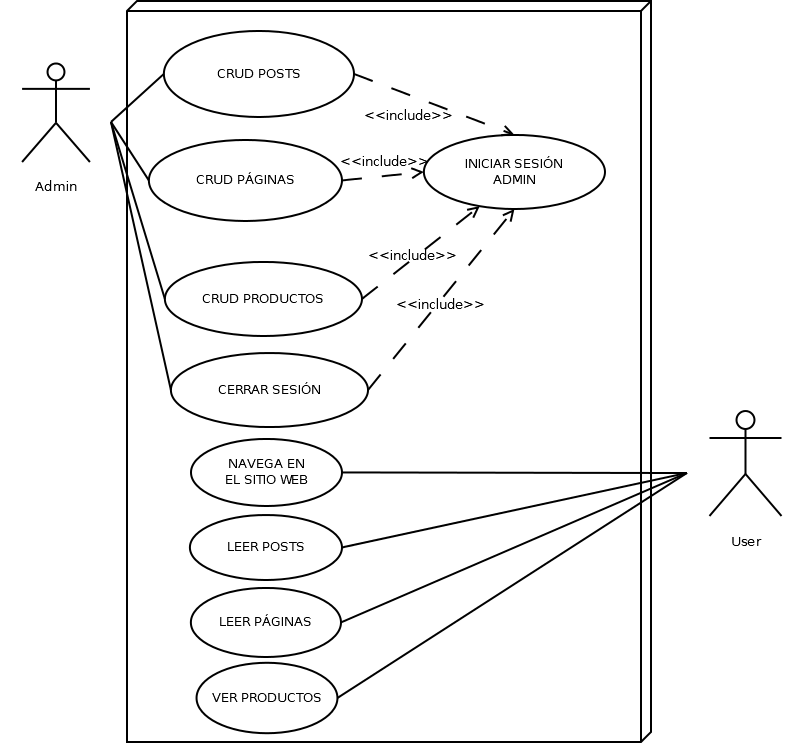 CRUD POSTS
<<include>>
Admin
CRUD PÁGINAS
<<include>>
INICIAR SESIÓN
ADMIN
<<include>>
CRUD PRODUCTOS
<<include>>
CERRAR SESIÓN
NAVEGA EN
EL SITIO WEB
User
LEER POSTS
LEER PÁGINAS
VER PRODUCTOS